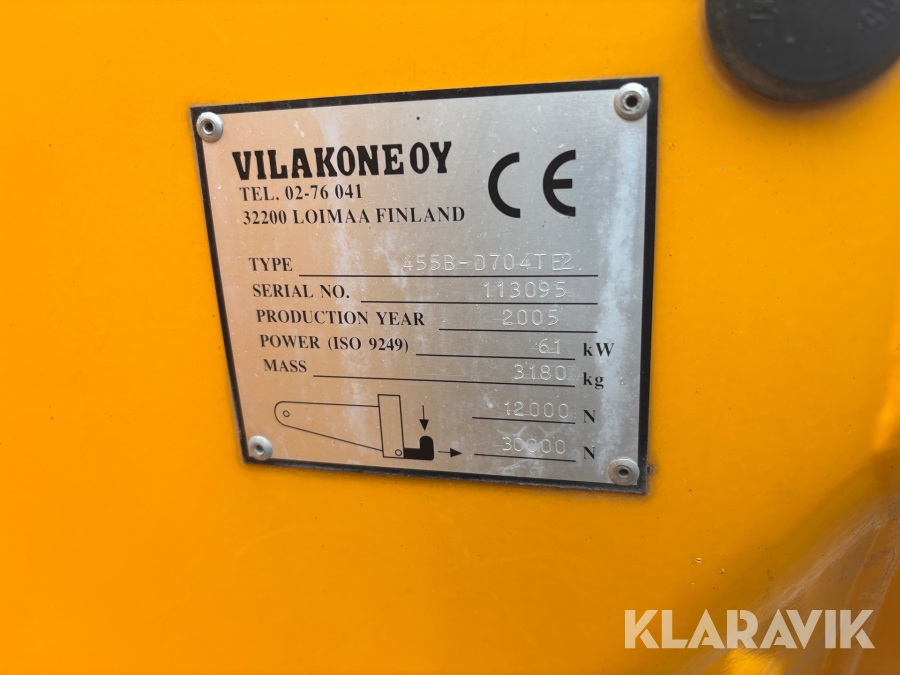 VILAKONE OY
TEL. 02-76 041
32200 LOIMAA FINLAND
CE
TYPE 455B-D704TE2
SERIAL NO. 113095
PRODUCTION YEAR 2005
POWER (ISO 9249) 61 kW
MASS 3180 kg
12000 N
30000 N
KLARAVIK